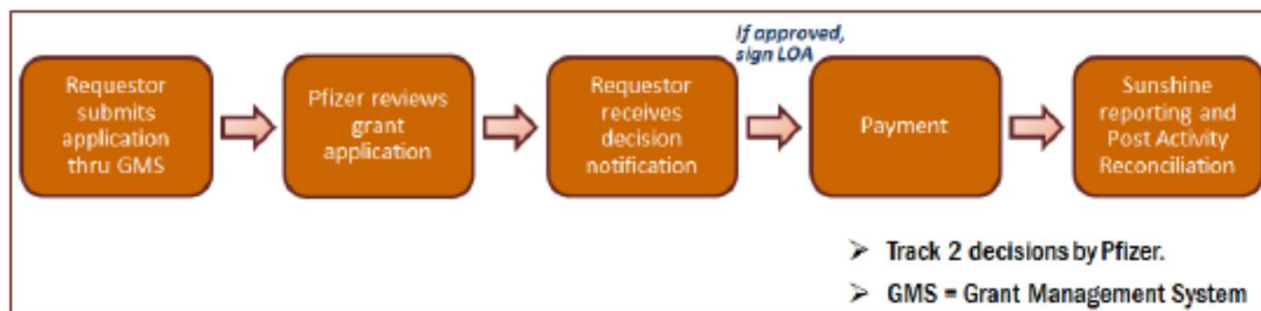 Requestor
submits
application
thru GMS
Pfizer reviews
grant
application
Requestor
receives
decision
notification
If approved,
sign LOA
Payment
Sunshine
reporting and
Post Activity
Reconciliation
➢ Track 2 decisions by Pfizer.
➢ GMS = Grant Management System